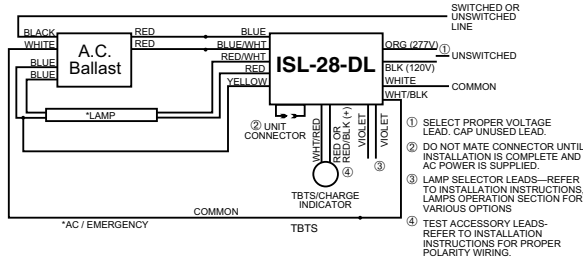 SWITCHED OR
UNSWITCHED
LINE
BLACK
WHITE
BLUE
BLUE
A.C.
Ballast
RED
RED
BLUE
BLUE/WHT
RED/WHT
RED
YELLOW
ISL-28-DL
ORG (277V)
①
UNSWITCHED
BLK (120V)
WHITE
COMMON
WHT/BLK
*LAMP
② UNIT
CONNECTOR
WHT/RED
RED OR
RED/BLK (+)
VIOLET
VIOLET
④
③
TBTS/CHARGE
INDICATOR
COMMON
*AC / EMERGENCY
TBTS
① SELECT PROPER VOLTAGE
LEAD. CAP UNUSED LEAD.
② DO NOT MATE CONNECTOR UNTIL
INSTALLATION IS COMPLETE AND
AC POWER IS SUPPLIED.
③ LAMP SELECTOR LEADS—REFER
TO INSTALLATION INSTRUCTIONS,
LAMPS OPERATION SECTION FOR
VARIOUS OPTIONS
④ TEST ACCESSORY LEADS-
REFER TO INSTALLATION
INSTRUCTIONS FOR PROPER
POLARITY WIRING.